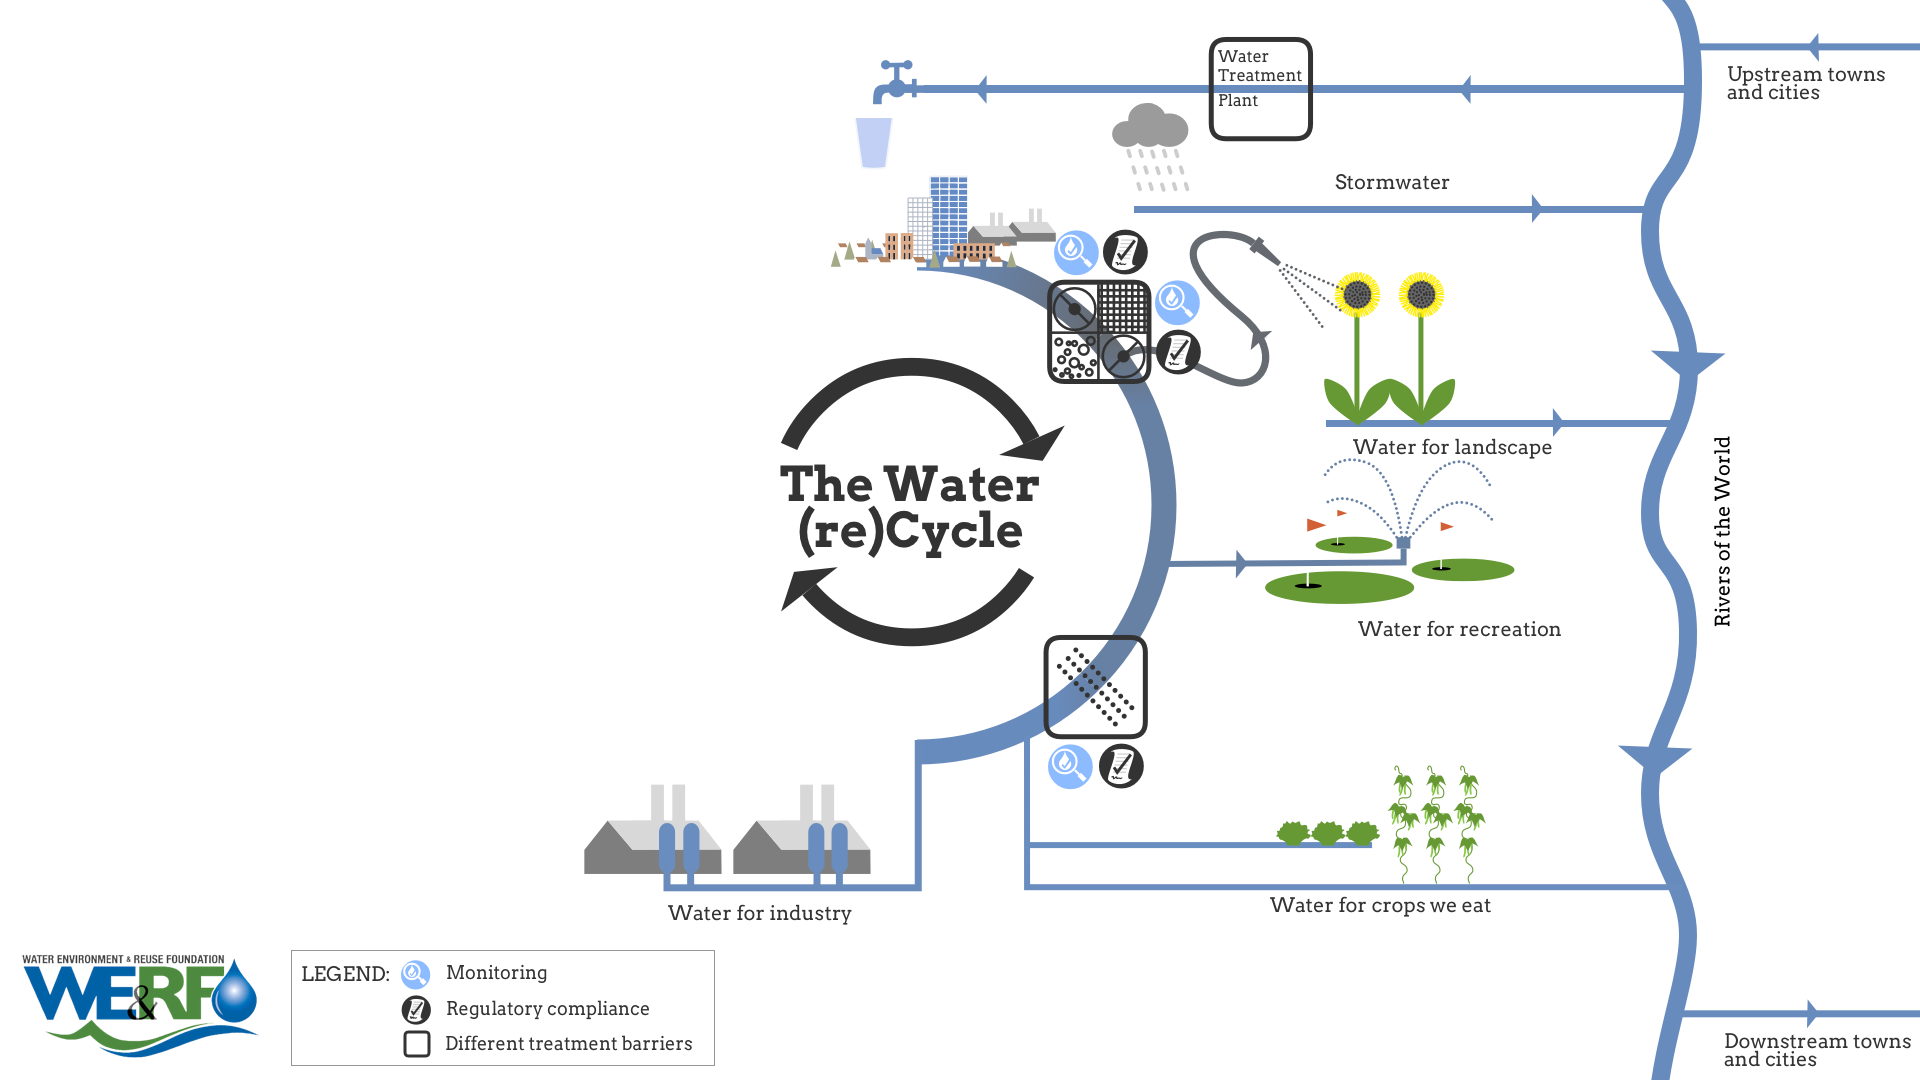 Water
Treatment
Plant
Upstream towns
and cities
Stormwater
Water for landscape
The Water
(re)Cycle
Rivers of the World
Water for recreation
Water for crops we eat
Water for industry
WATER ENVIRONMENT & REUSE FOUNDATION
WE&RF
LEGEND:
Monitoring
Regulatory compliance
Different treatment barriers
Downstream towns
and cities